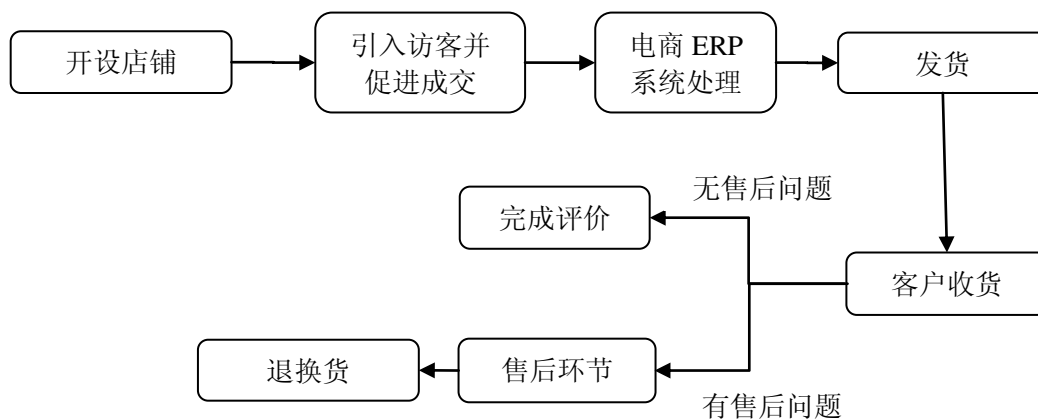 开设店铺
引入访客并
促进成交
电商 ERP
系统处理
发货
无售后问题
完成评价
客户收货
退换货
售后环节
有售后问题